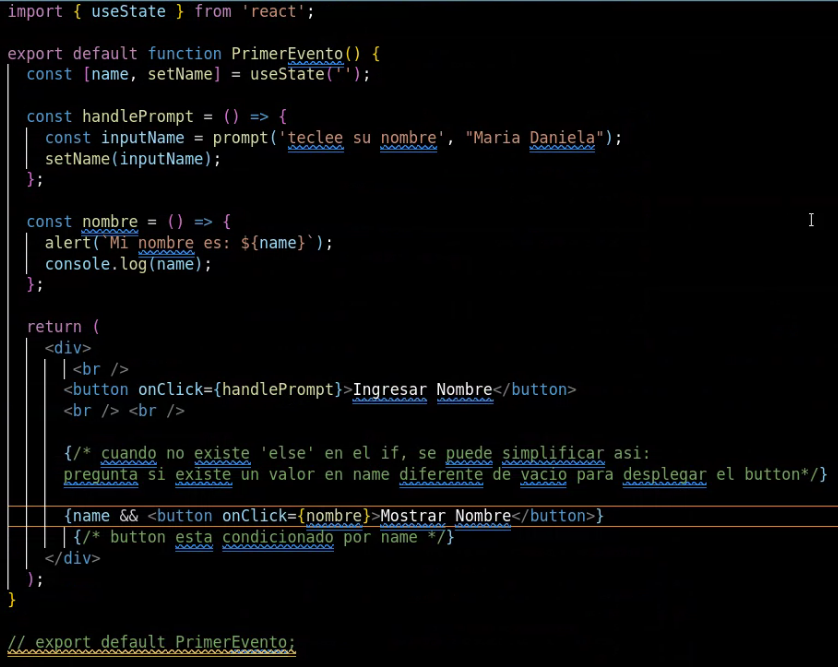 import { useState } from 'react';
export default function PrimerEvento() {
const [name, setName] = useState('');
const handlePrompt = () => {
const inputName = prompt('teclee su nombre', "Maria Daniela");
setName(inputName);
};
const nombre = () => {
alert(`Mi nombre es: ${name}`);
console.log(name);
};
return (
<div>
<br />
<button onClick={handlePrompt}>Ingresar Nombre</button>
<br /> <br />
{/* cuando no existe 'else' en el if, se puede simplificar asi:
pregunta si existe un valor en name diferente de vacio para desplegar el button*/}
{name && <button onClick={nombre}>Mostrar Nombre</button>}
{/* button esta condicionado por name */}
</div>
);
}
// export default PrimerEvento;